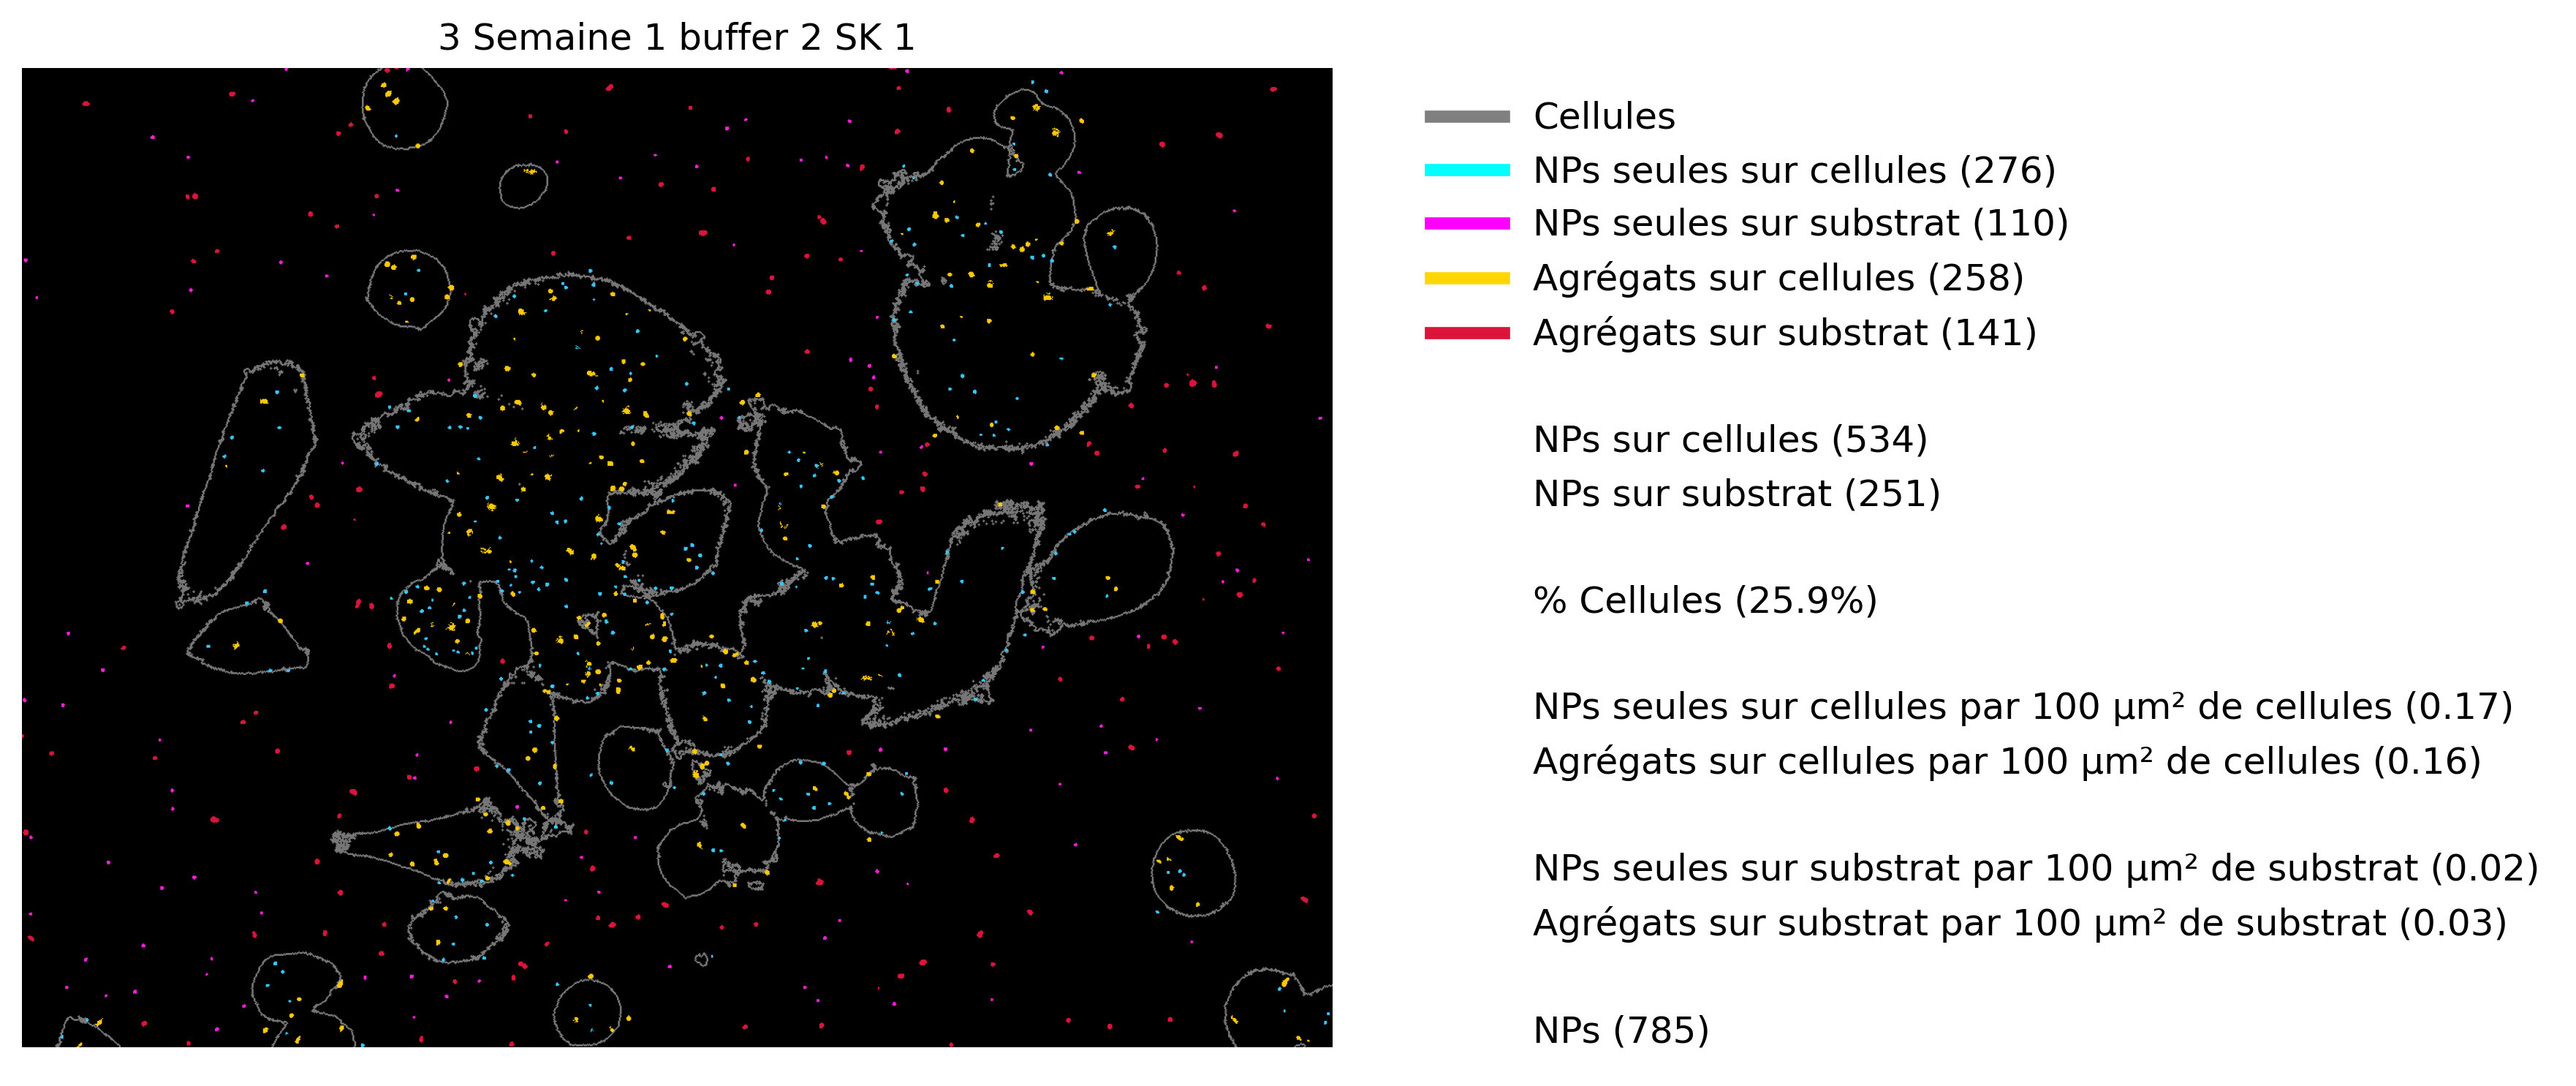 3 Semaine 1 buffer 2 SK 1
Cellules
NPs seules sur cellules (276)
NPs seules sur substrat (110)
Agrégats sur cellules (258)
Agrégats sur substrat (141)
NPs sur cellules (534)
NPs sur substrat (251)
% Cellules (25.9%)
NPs seules sur cellules par 100 µm² de cellules (0.17)
Agrégats sur cellules par 100 µm² de cellules (0.16)
NPs seules sur substrat par 100 µm² de substrat (0.02)
Agrégats sur substrat par 100 µm² de substrat (0.03)
NPs (785)